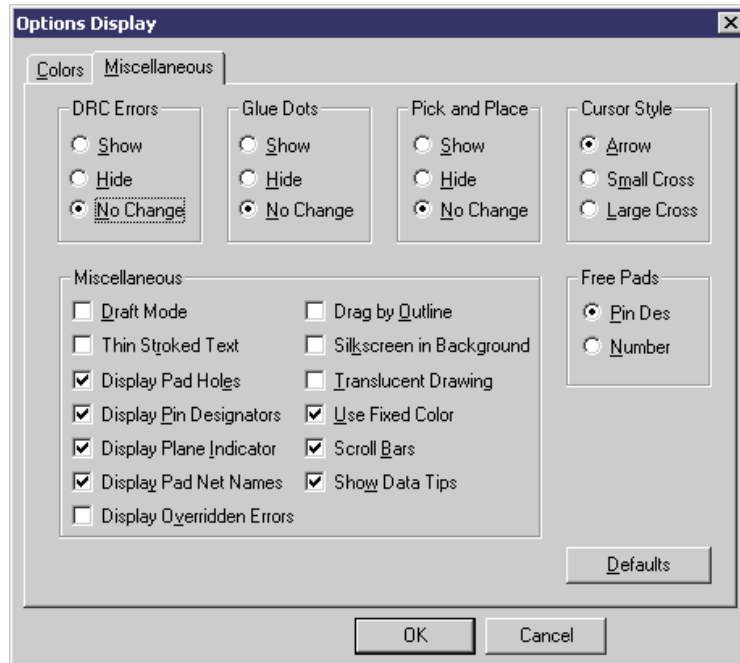 Options Display
Colors Miscellaneous
DRC Errors
Show
Hide
No Change
Glue Dots
Show
Hide
No Change
Pick and Place
Show
Hide
No Change
Cursor Style
Arrow
Small Cross
Large Cross
Miscellaneous
Draft Mode
Thin Stroked Text
Display Pad Holes
Display Pin Designators
Display Plane Indicator
Display Pad Net Names
Display Overridden Errors
Drag by Outline
Silkscreen in Background
Translucent Drawing
Use Fixed Color
Scroll Bars
Show Data Tips
Free Pads
Pin Des
Number
Defaults
OK Cancel